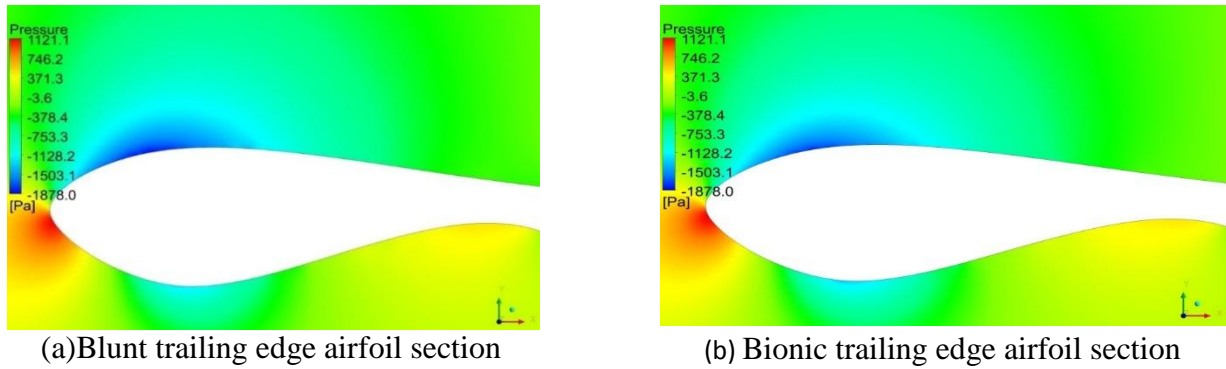 Pressure
1121.1
746.2
371.3
-3.6
-378.4
-753.3
-1128.2
-1503.1
-1878.0
[Pa]
Y
X
(a)Blunt trailing edge airfoil section
Pressure
1121.1
746.2
371.3
-3.6
-378.4
-753.3
-1128.2
-1503.1
-1878.0
[Pa]
Y
X
(b) Bionic trailing edge airfoil section